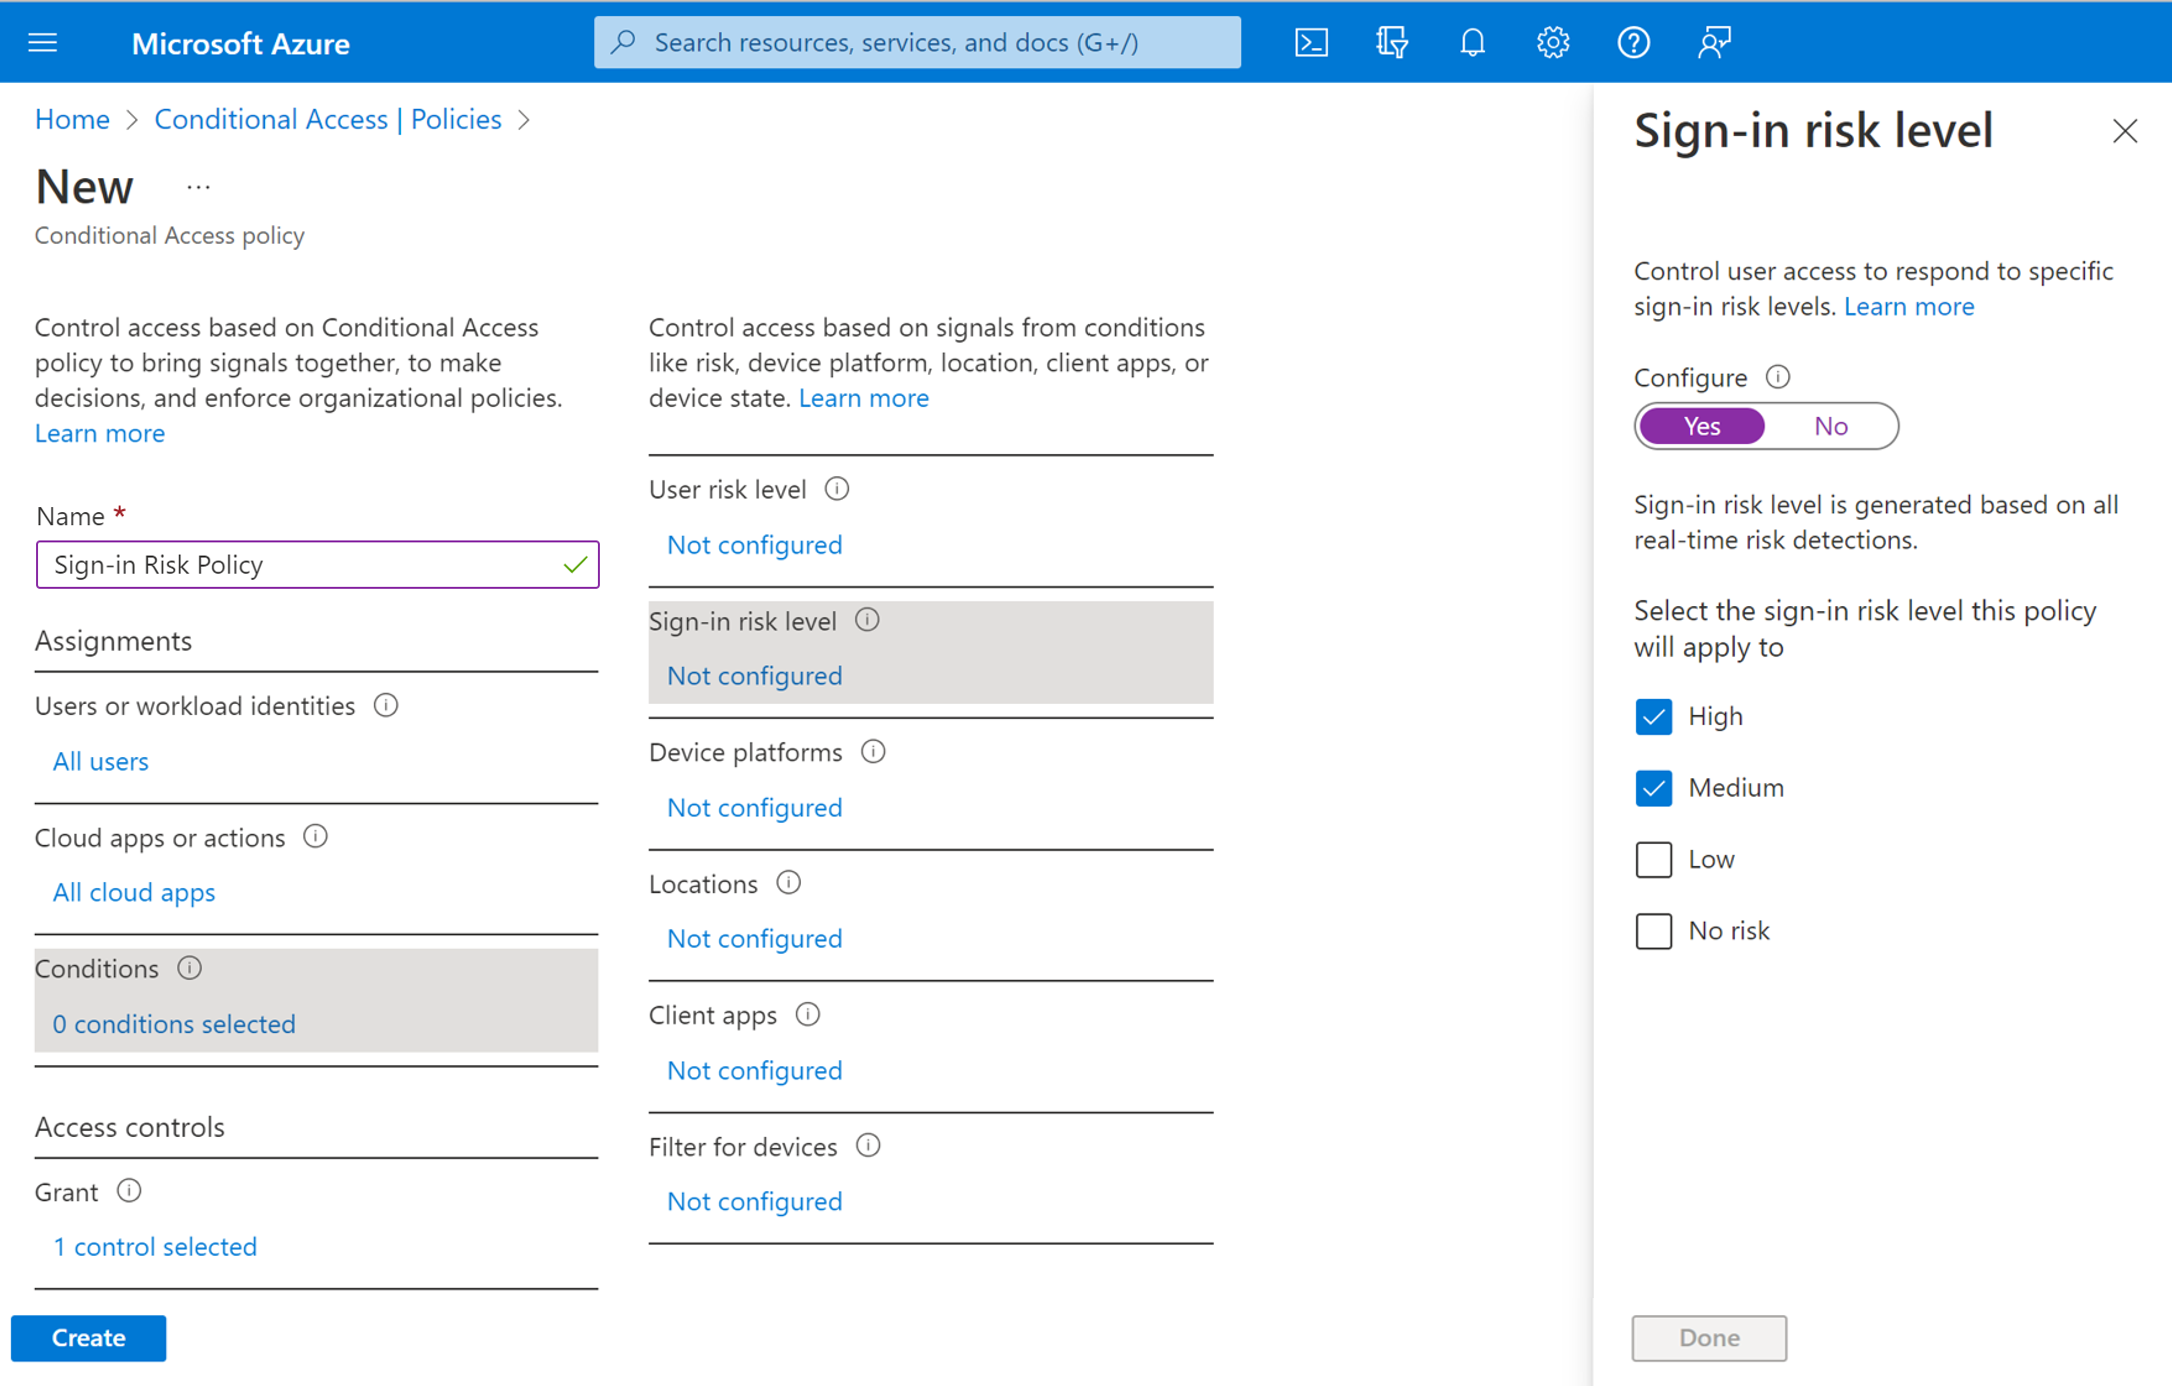 Microsoft Azure
Search resources, services, and docs (G+/)
Home > Conditional Access | Policies >
New ...
Conditional Access policy
Control access based on Conditional Access
policy to bring signals together, to make
decisions, and enforce organizational policies.
Learn more
Name *
Sign-in Risk Policy
Assignments
Users or workload identities
All users
Cloud apps or actions
All cloud apps
Conditions
0 conditions selected
Access controls
Grant
1 control selected
Create
Control access based on signals from conditions
like risk, device platform, location, client apps, or
device state. Learn more
User risk level
Not configured
Sign-in risk level
Not configured
Device platforms
Not configured
Locations
Not configured
Client apps
Not configured
Filter for devices
Not configured
Sign-in risk level
Control user access to respond to specific
sign-in risk levels. Learn more
Configure
Yes No
Sign-in risk level is generated based on all
real-time risk detections.
Select the sign-in risk level this policy
will apply to
High
Medium
Low
No risk
Done